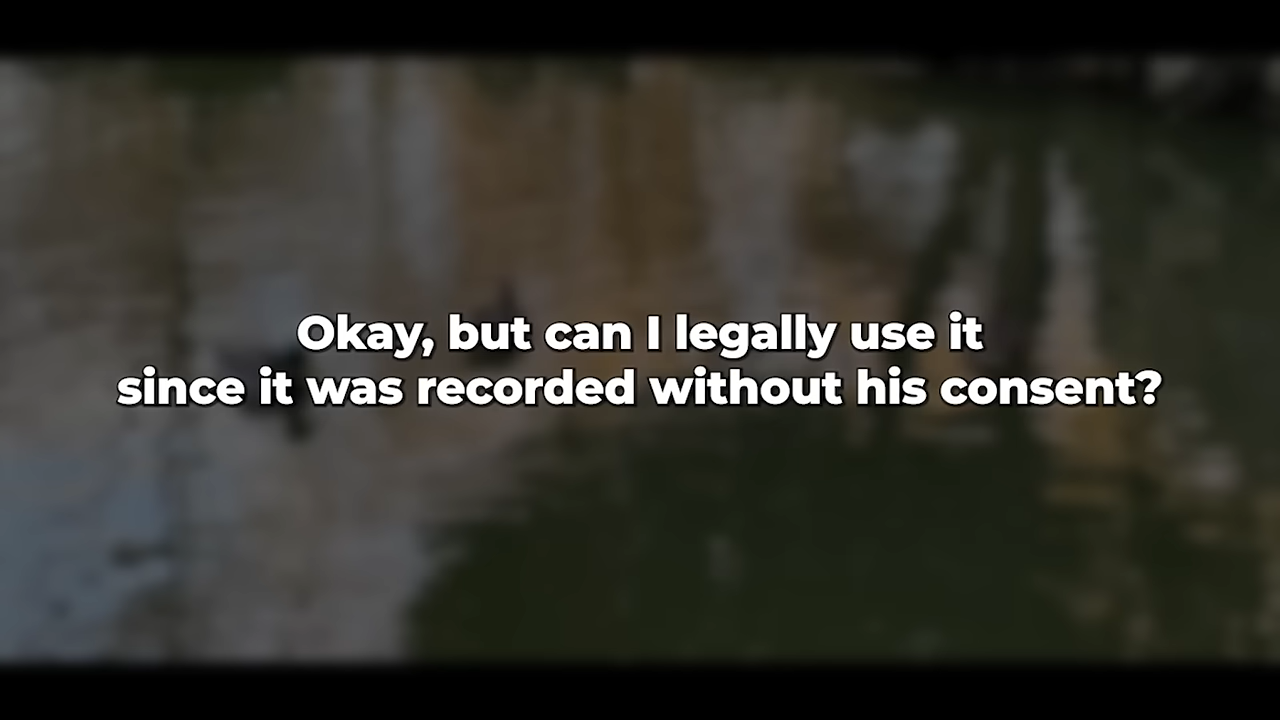 Okay, but can I legally use it
since it was recorded without his consent?